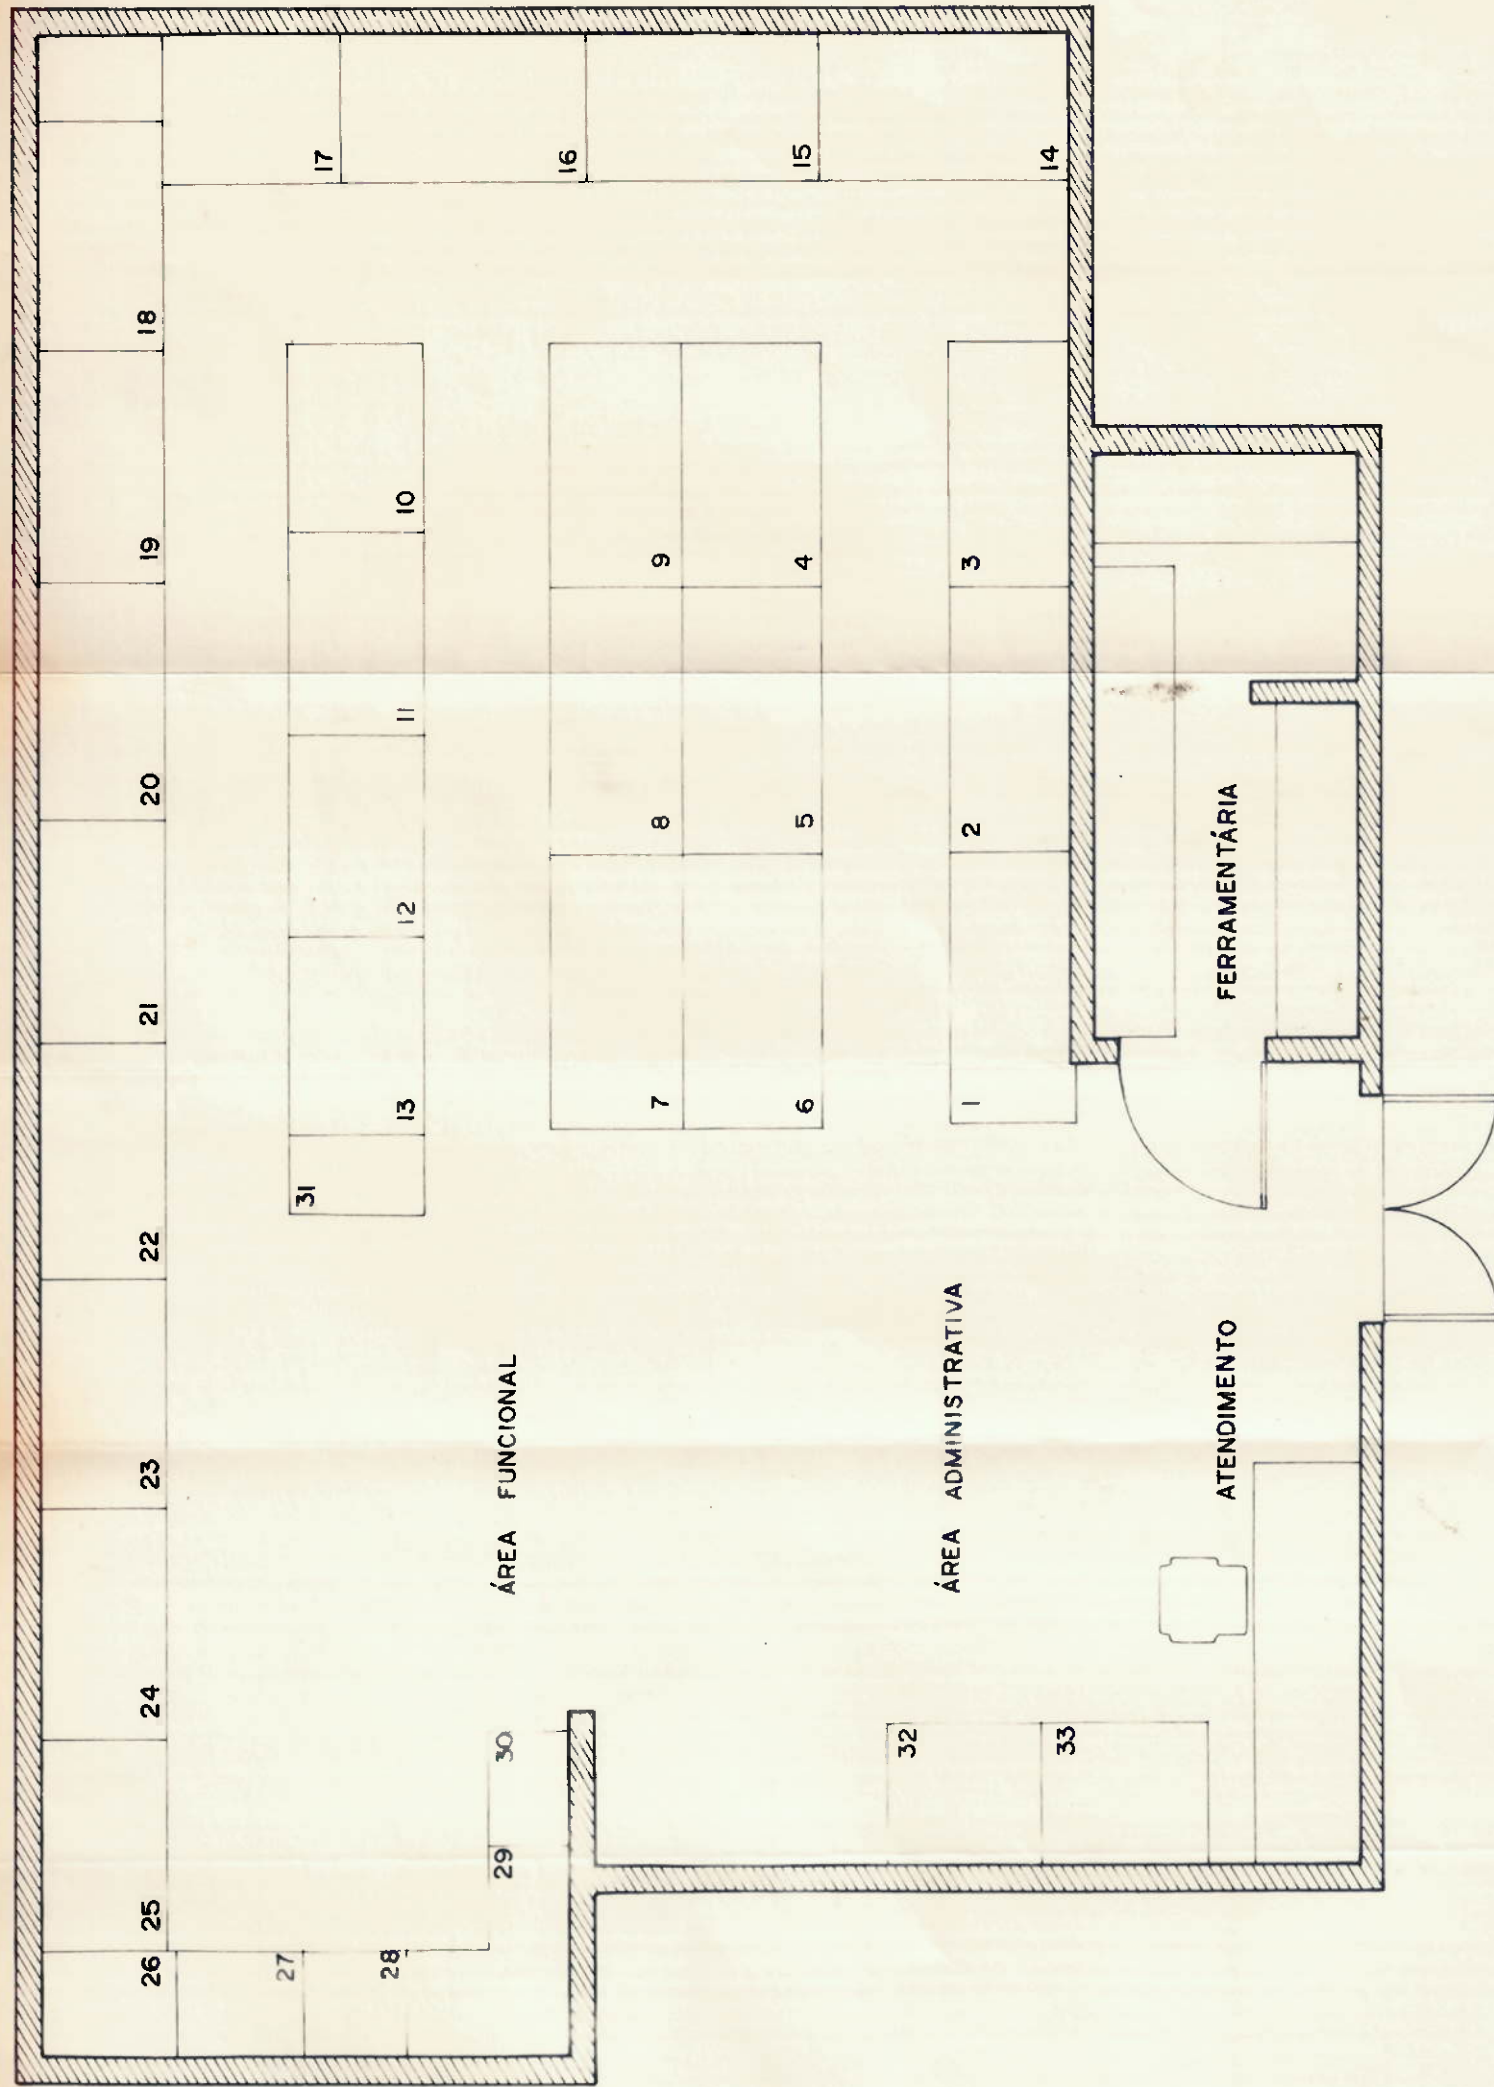 26 25 24 23 22 21 20 19 18
27 31 17
28 13 12 11 10
29 30 ÁREA FUNCIONAL
16
7 8 9
6 5 4 15
32
ÁREA ADMINISTRATIVA
1 2 3
33 14
ATENDIMENTO
FERRAMENTÁRIA